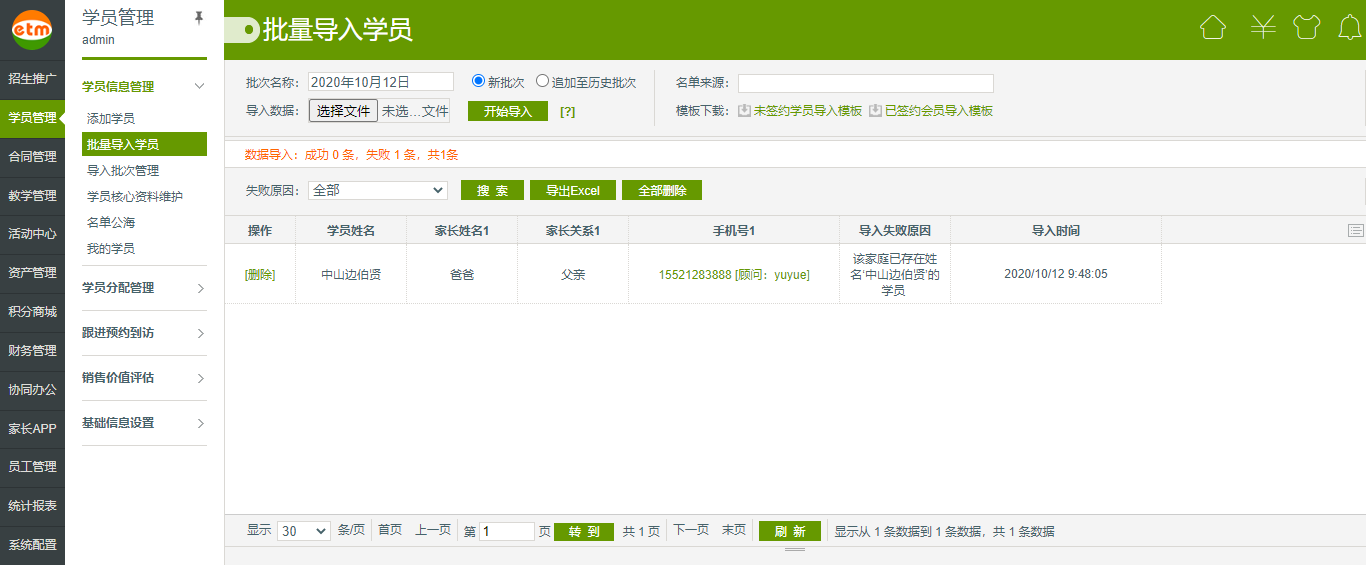 etm
招生推广
学员管理
合同管理
教学管理
活动中心
资产管理
积分商城
财务管理
协同办公
家长APP
员工管理
统计报表
系统配置
学员管理
admin
学员信息管理
添加学员
批量导入学员
导入批次管理
学员核心资料维护
名单公海
我的学员
学员分配管理
跟进预约到访
销售价值评估
基础信息设置
批量导入学员
批次名称： 2020年10月12日 新批次 追加至历史批次 名单来源：
导入数据： 选择文件 未选...文件 开始导入 [?] 模板下载： 未签约学员导入模板 已签约会员导入模板
数据导入：成功 0 条，失败 1 条，共1条
失败原因： 全部 搜 索 导出Excel 全部删除
操作 学员姓名 家长姓名1 家长关系1 手机号1 导入失败原因 导入时间
[删除] 中山边伯贤 爸爸 父亲 15521283888 [顾问：yuyue] 该家庭已存在姓 2020/10/12 9:48:05
名‘中山边伯贤’的
学员
显示 30 条/页 首页 上一页 第 1 页 转 到 共 1 页 下一页 末页 刷 新 显示从 1 条数据到 1 条数据，共 1 条数据